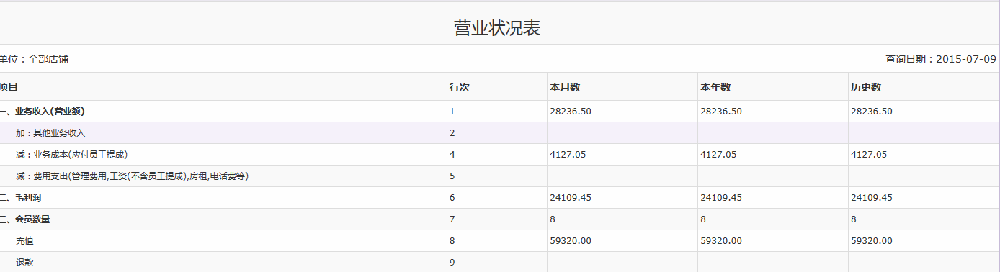 营业状况表
单位：全部店铺 查询日期：2015-07-09
项目 行次 本月数 本年数 历史数
一、业务收入(营业额) 1 28236.50 28236.50 28236.50
加：其他业务收入 2
减：业务成本(应付员工提成) 4 4127.05 4127.05 4127.05
减：费用支出(管理费用,工资(不含员工提成),房租,电话费等) 5
二、毛利润 6 24109.45 24109.45 24109.45
三、会员数量 7 8 8 8
充值 8 59320.00 59320.00 59320.00
退款 9